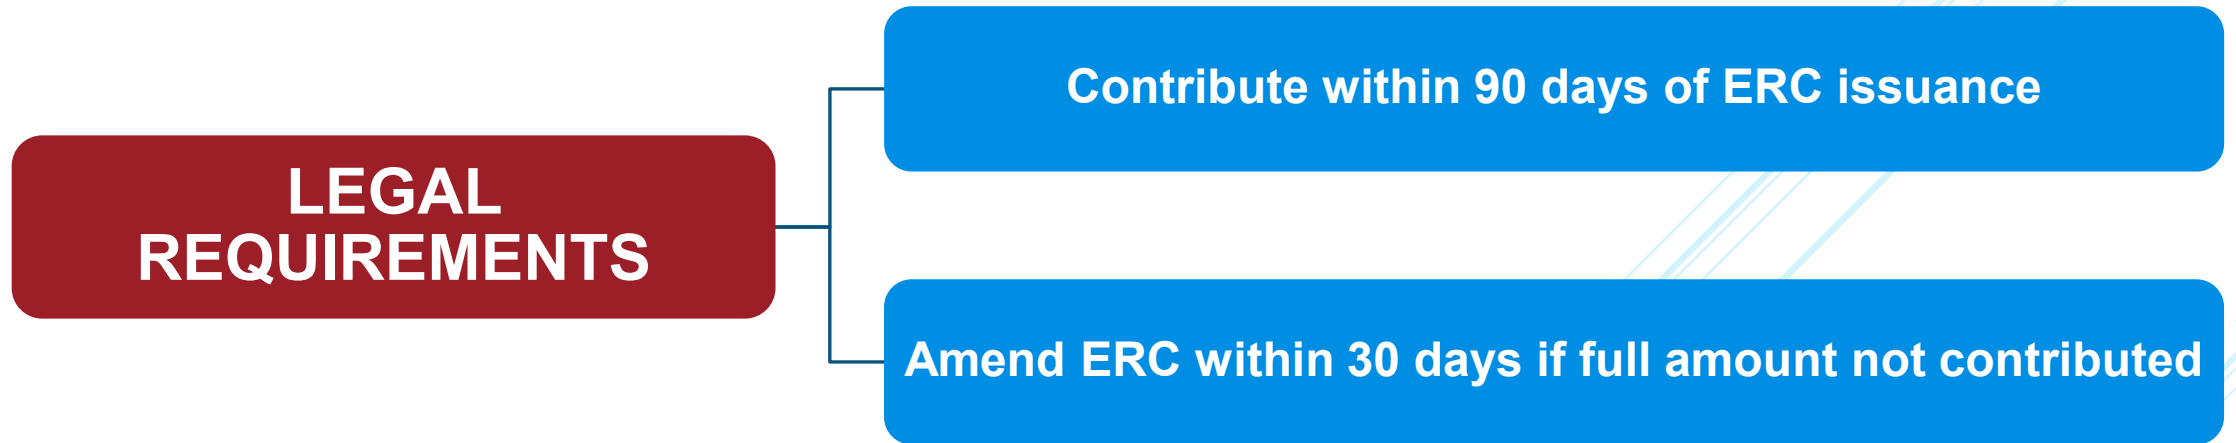 LEGAL
REQUIREMENTS
Contribute within 90 days of ERC issuance
Amend ERC within 30 days if full amount not contributed